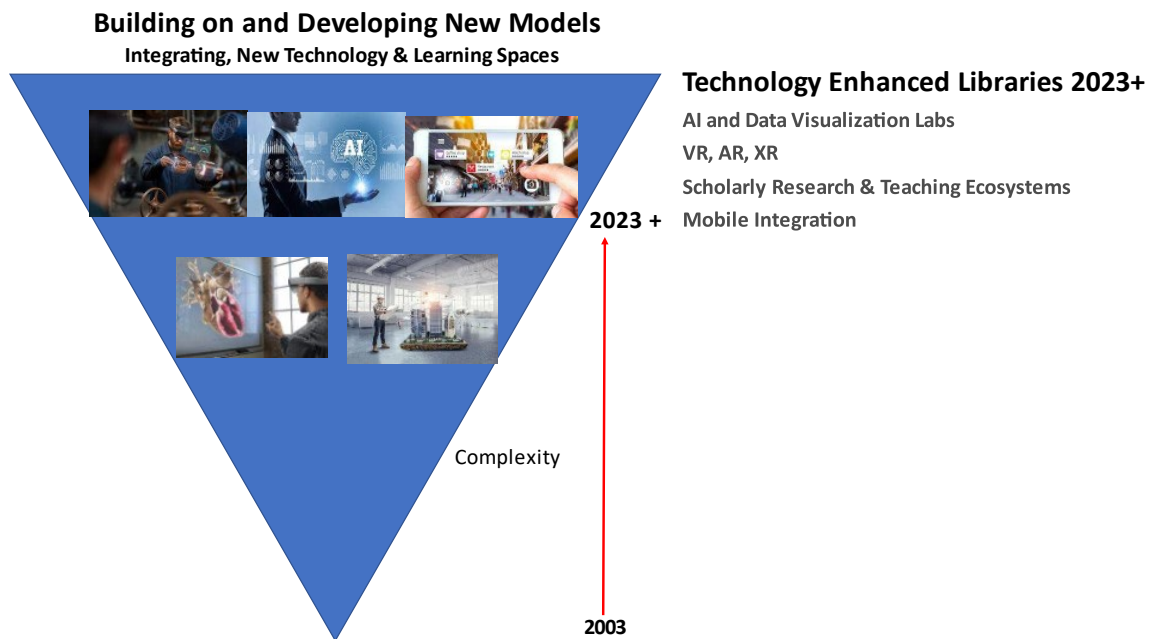 Building on and Developing New Models
Integrating, New Technology & Learning Spaces
Technology Enhanced Libraries 2023+
AI and Data Visualization Labs
VR, AR, XR
Scholarly Research & Teaching Ecosystems
2023 +
Mobile Integration
AI
Complexity
2003